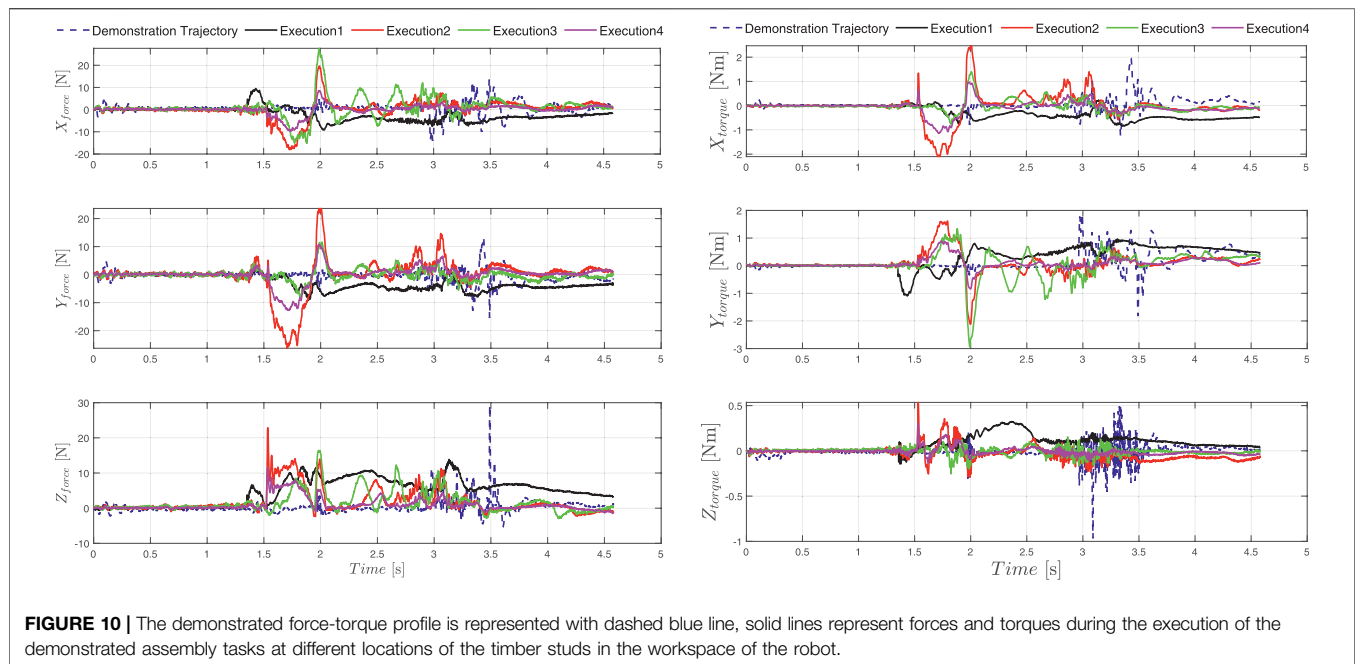 Demonstration Trajectory Execution1 Execution2 Execution3 Execution4
X_force [N]
20
10
0
-10
-20
0 0.5 1 1.5 2 2.5 3 3.5 4 4.5 5
Y_force [N]
20
10
0
-10
-20
0 0.5 1 1.5 2 2.5 3 3.5 4 4.5 5
Z_force [N]
30
20
10
0
-10
0 0.5 1 1.5 2 2.5 3 3.5 4 4.5 5
Time [s]
Demonstration Trajectory Execution1 Execution2 Execution3 Execution4
X_torque [Nm]
2
1
0
-1
-2
0 0.5 1 1.5 2 2.5 3 3.5 4 4.5 5
Y_torque [Nm]
2
1
0
-1
-2
-3
0 0.5 1 1.5 2 2.5 3 3.5 4 4.5 5
Z_torque [Nm]
0.5
0
-0.5
-1
0 0.5 1 1.5 2 2.5 3 3.5 4 4.5 5
Time [s]
FIGURE 10 | The demonstrated force-torque profile is represented with dashed blue line, solid lines represent forces and torques during the execution of the
demonstrated assembly tasks at different locations of the timber studs in the workspace of the robot.